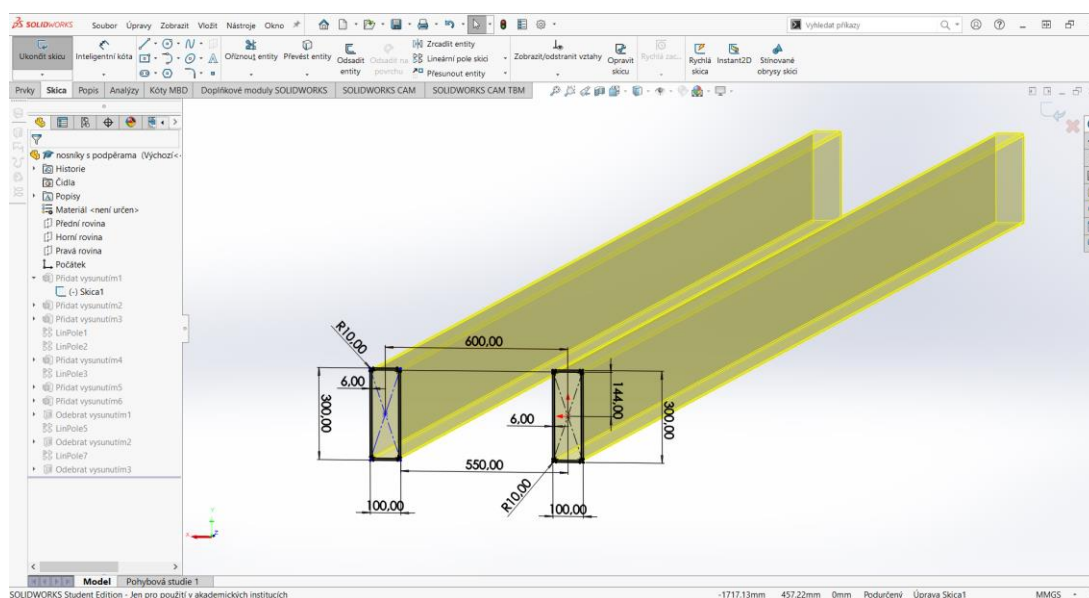 SOLIDWORKS Soubor Úpravy Zobrazit Vložit Nástroje Okno Vyhledat příkazy
Ukončit skicu Inteligentní kóta Oříznout entity Převést entity Odsadit entity Odsadit na povrchu Zrcadlit entity Zobrazit/odstranit vztahy Opravit skicu Rychlá zac... Rychlá skica Instant2D Stínované obrysy skici
Lineární pole skici
Přesunout entity
Prvky Skica Popis Analýzy Kóty MBD Doplňkové moduly SOLIDWORKS SOLIDWORKS CAM SOLIDWORKS CAM TBM
nosníky s podpěrama (Výchozí<
Historie
Čidla
Popisy
Materiál <není určen>
Přední rovina
Horní rovina
Pravá rovina
Počátek
Přidat vysunutím1
(-) Skica1
Přidat vysunutím2
Přidat vysunutím3
LinPole1
LinPole2
Přidat vysunutím4
LinPole3
Přidat vysunutím5
Přidat vysunutím6
Odebrat vysunutím1
LinPole5
Odebrat vysunutím2
LinPole7
Odebrat vysunutím3
R10,00
600,00
6,00
300,00
144,00
6,00
300,00
550,00
R10,00
100,00
100,00
Model Pohybová studie 1
SOLIDWORKS Student Edition - Jen pro použití v akademických institucích -1717.13mm 457.22mm 0mm Podurčený Úprava Skica1 MMGS